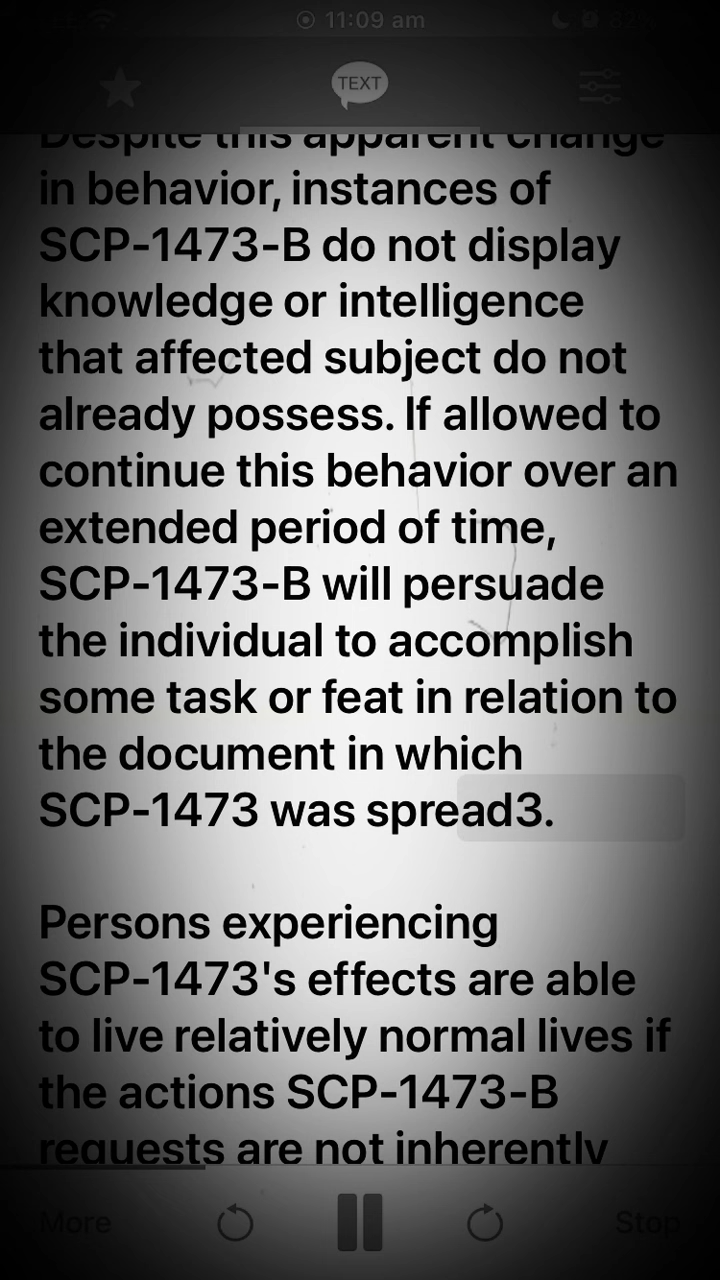 11:09 am
TEXT
Despite this apparent change
in behavior, instances of
SCP-1473-B do not display
knowledge or intelligence
that affected subject do not
already possess. If allowed to
continue this behavior over an
extended period of time,
SCP-1473-B will persuade
the individual to accomplish
some task or feat in relation to
the document in which
SCP-1473 was spread3.
Persons experiencing
SCP-1473's effects are able
to live relatively normal lives if
the actions SCP-1473-B
requests are not inherently
More
Stop